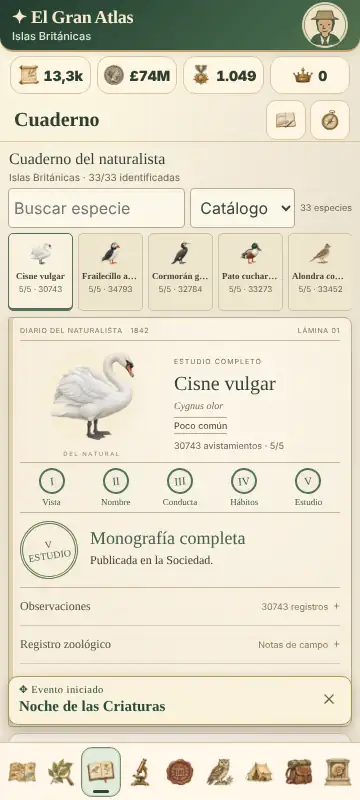 ✦ El Gran Atlas
Islas Británicas
13,3k
£74M
1.049
0
Cuaderno
Cuaderno del naturalista
Islas Británicas · 33/33 identificadas
Buscar especie
Catálogo
33 especies
Cisne vulgar
5/5 · 30743
Frailecillo a...
5/5 · 34793
Cormorán g...
5/5 · 32784
Pato cuchar...
5/5 · 33273
Alondra co...
5/5 · 33452
DIARIO DEL NATURALISTA · 1842
LÁMINA 01
ESTUDIO COMPLETO
Cisne vulgar
Cygnus olor
Poco común
30743 avistamientos · 5/5
DEL NATURAL
I
II
III
IV
V
Vista
Nombre
Conducta
Hábitos
Estudio
V
ESTUDIO
Monografía completa
Publicada en la Sociedad.
Observaciones
30743 registros +
Registro zoológico
Notas de campo +
✥ Evento iniciado
Noche de las Criaturas
×